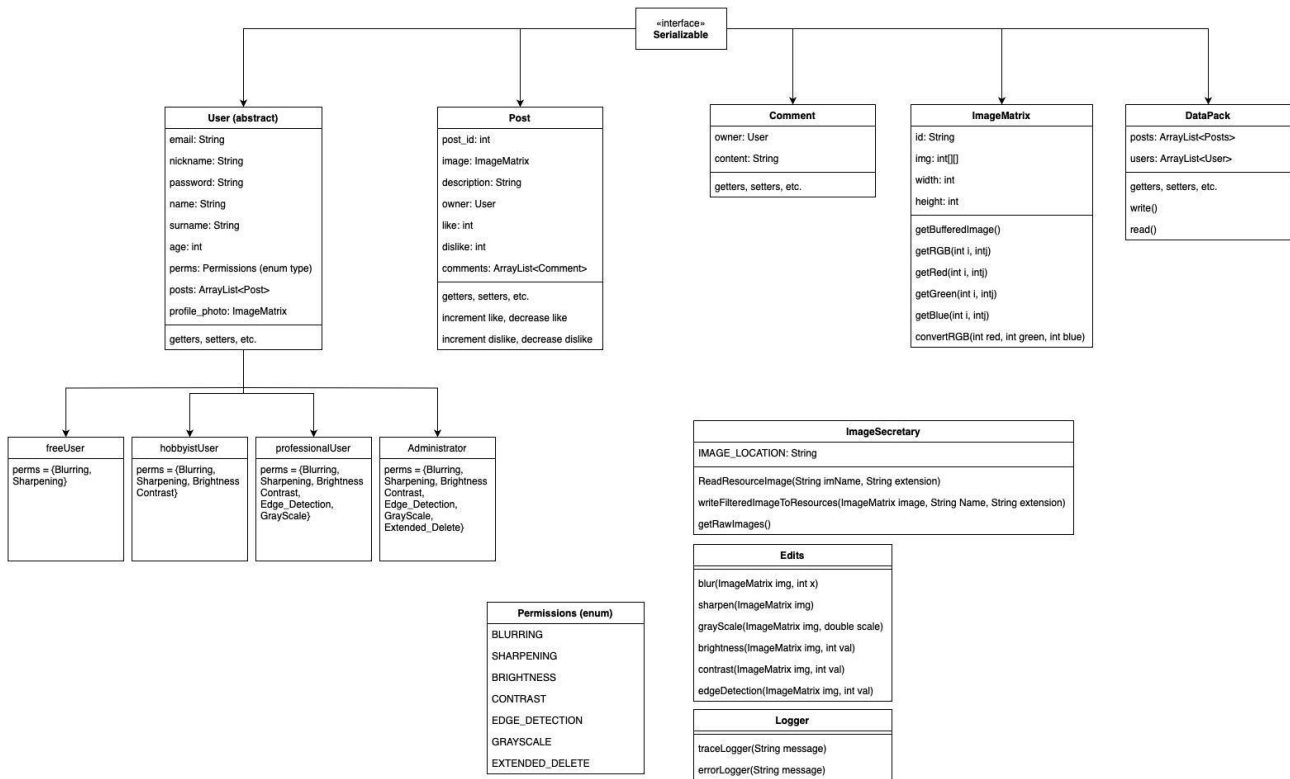 «interface»
Serializable
User (abstract)
email: String
nickname: String
password: String
name: String
surname: String
age: int
perms: Permissions (enum type)
posts: ArrayList<Post>
profile_photo: ImageMatrix
getters, setters, etc.
Post
post_id: int
image: ImageMatrix
description: String
owner: User
like: int
dislike: int
comments: ArrayList<Comment>
getters, setters, etc.
increment like, decrease like
increment dislike, decrease dislike
Comment
owner: User
content: String
getters, setters, etc.
ImageMatrix
id: String
img: int[][]
width: int
height: int
getBufferedImage()
getRGB(int i, intj)
getRed(int i, intj)
getGreen(int i, intj)
getBlue(int i, intj)
convertRGB(int red, int green, int blue)
DataPack
posts: ArrayList<Posts>
users: ArrayList<User>
getters, setters, etc.
write()
read()
freeUser
perms = {Blurring,
Sharpening}
hobbyistUser
perms = {Blurring,
Sharpening, Brightness
Contrast}
professionalUser
perms = {Blurring,
Sharpening, Brightness
Contrast,
Edge_Detection,
GrayScale}
Administrator
perms = {Blurring,
Sharpening, Brightness
Contrast,
Edge_Detection,
GrayScale,
Extended_Delete}
ImageSecretary
IMAGE_LOCATION: String
ReadResourceImage(String imName, String extension)
writeFilteredImageToResources(ImageMatrix image, String Name, String extension)
getRawImages()
Edits
blur(ImageMatrix img, int x)
sharpen(ImageMatrix img)
grayScale(ImageMatrix img, double scale)
brightness(ImageMatrix img, int val)
contrast(ImageMatrix img, int val)
edgeDetection(ImageMatrix img, int val)
Permissions (enum)
BLURRING
SHARPENING
BRIGHTNESS
CONTRAST
EDGE_DETECTION
GRAYSCALE
EXTENDED_DELETE
Logger
traceLogger(String message)
errorLogger(String message)